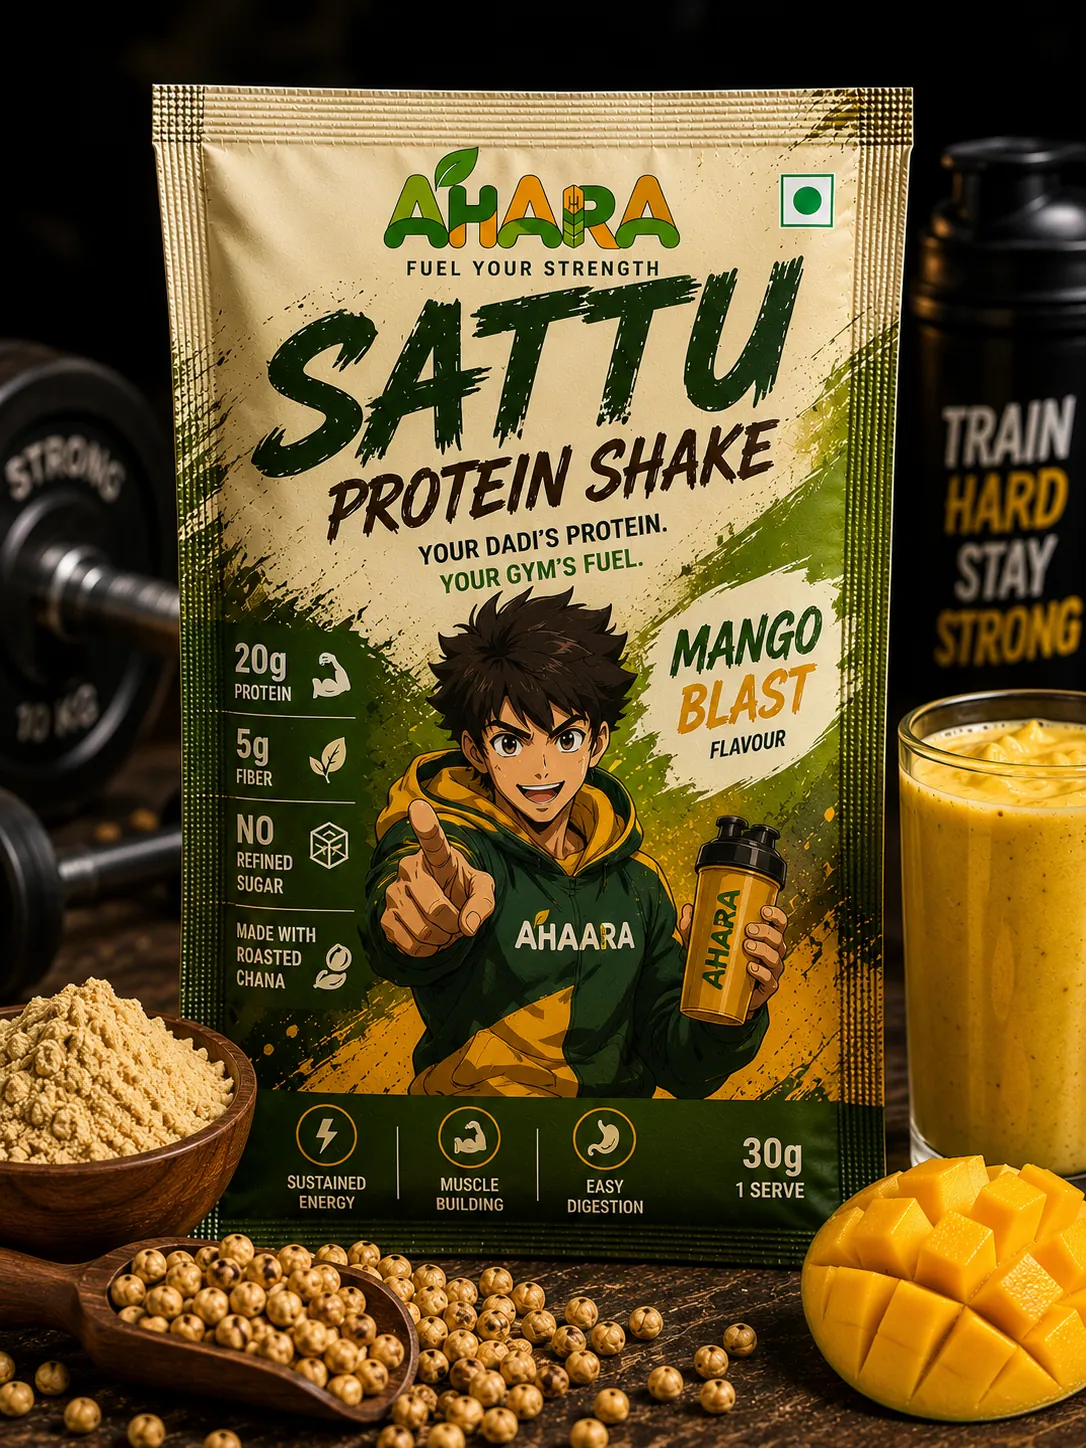 AHARA
FUEL YOUR STRENGTH
SATTU
PROTEIN SHAKE
YOUR DADI'S PROTEIN.
YOUR GYM'S FUEL.
MANGO
BLAST
FLAVOUR
20g
PROTEIN
5g
FIBER
NO
REFINED
SUGAR
MADE WITH
ROASTED
CHANA
AHAARA
AHARA
SUSTAINED
ENERGY
MUSCLE
BUILDING
EASY
DIGESTION
30g
1 SERVE
STRONG
10 KG
TRAIN
HARD
STAY
STRONG